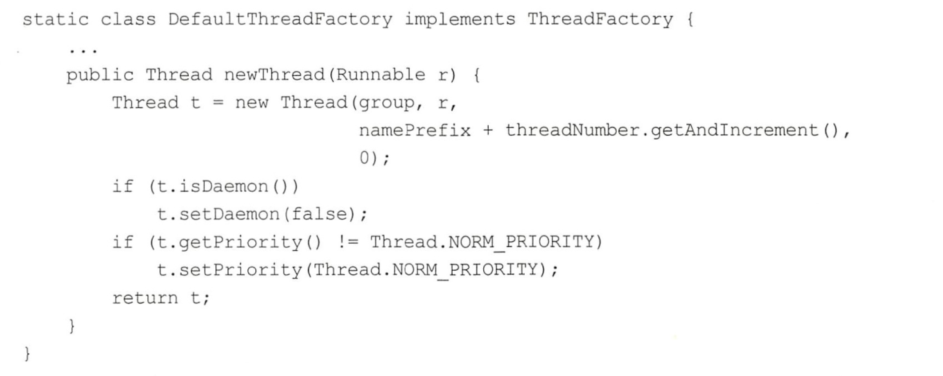 static class DefaultThreadFactory implements ThreadFactory {
    ...
    public Thread newThread(Runnable r) {
        Thread t = new Thread(group, r,
                              namePrefix + threadNumber.getAndIncrement(),
                              0);
        if (t.isDaemon())
            t.setDaemon(false);
        if (t.getPriority() != Thread.NORM_PRIORITY)
            t.setPriority(Thread.NORM_PRIORITY);
        return t;
    }
}